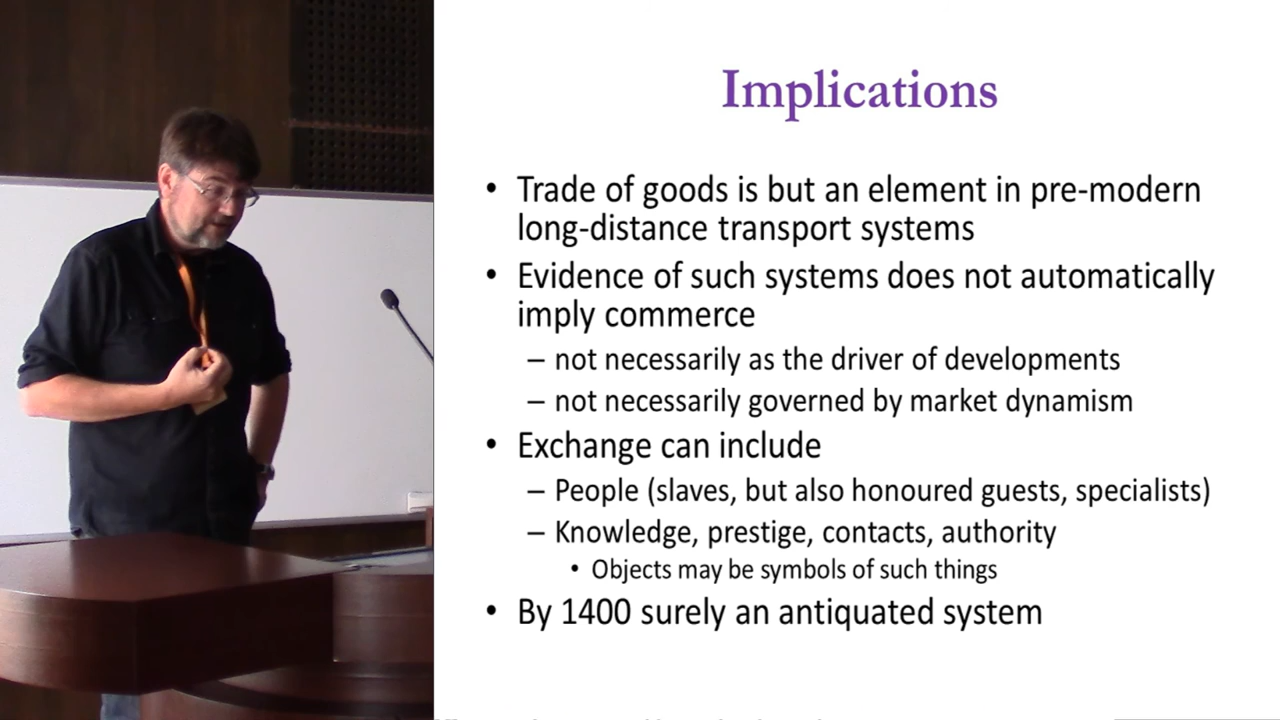 Implications
• Trade of goods is but an element in pre-modern
long-distance transport systems
• Evidence of such systems does not automatically
imply commerce
– not necessarily as the driver of developments
– not necessarily governed by market dynamism
• Exchange can include
– People (slaves, but also honoured guests, specialists)
– Knowledge, prestige, contacts, authority
• Objects may be symbols of such things
• By 1400 surely an antiquated system